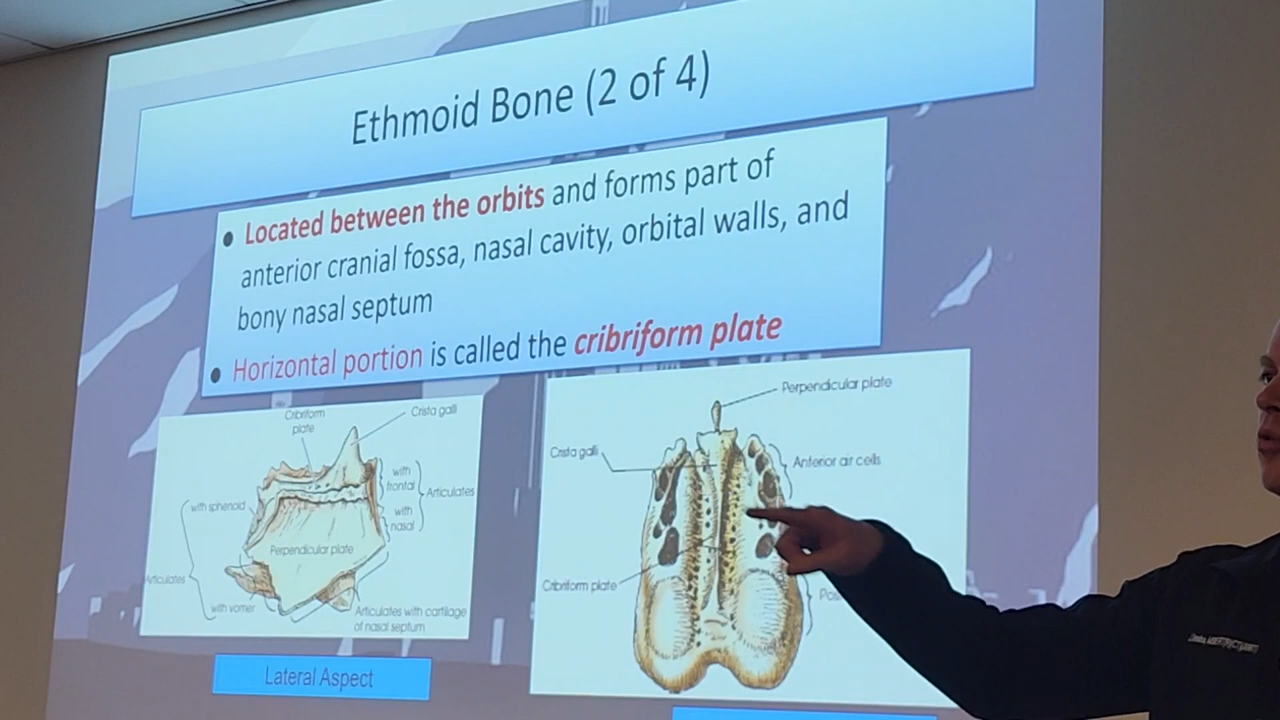 Ethmoid Bone (2 of 4)
• Located between the orbits and forms part of
anterior cranial fossa, nasal cavity, orbital walls, and
bony nasal septum
• Horizontal portion is called the cribriform plate
Cribriform
plate
Crista galli
with
frontal
Articulates
with
nasal
with sphenoid
Perpendicular plate
Articulates
with vomer
Articulates with cartilage
of nasal septum
Lateral Aspect
Perpendicular plate
Crista galli
Anterior air cells
Cribriform plate